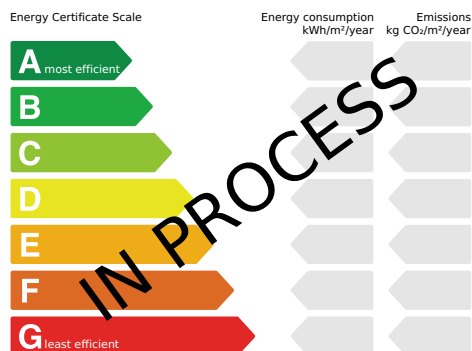 Energy Certificate Scale
Energy consumption
kWh/m²/year
Emissions
kg CO₂/m²/year
A most efficient
B
C
D
E
F
G least efficient
IN PROCESS